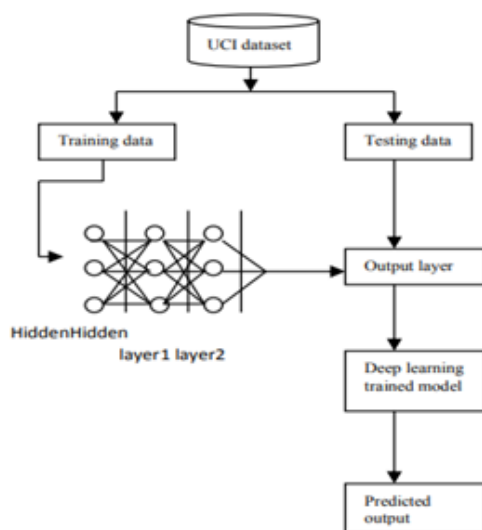 UCI dataset
Training data
Testing data
Output layer
HiddenHidden
layer1 layer2
Deep learning
trained model
Predicted
output